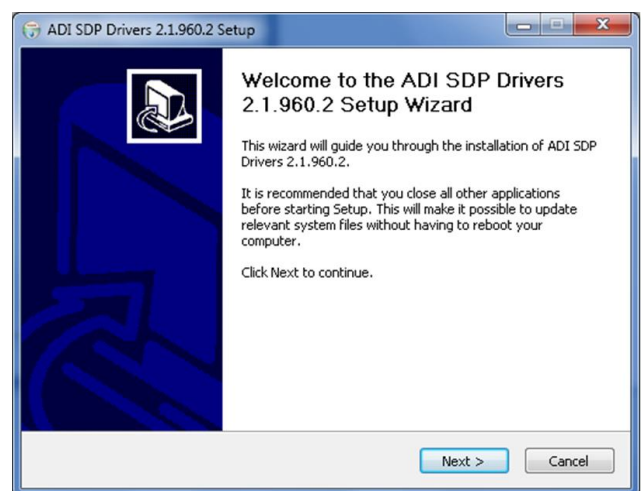 ADI SDP Drivers 2.1.960.2 Setup
Welcome to the ADI SDP Drivers
2.1.960.2 Setup Wizard
This wizard will guide you through the installation of ADI SDP
Drivers 2.1.960.2.
It is recommended that you close all other applications
before starting Setup. This will make it possible to update
relevant system files without having to reboot your
computer.
Click Next to continue.
Next >
Cancel